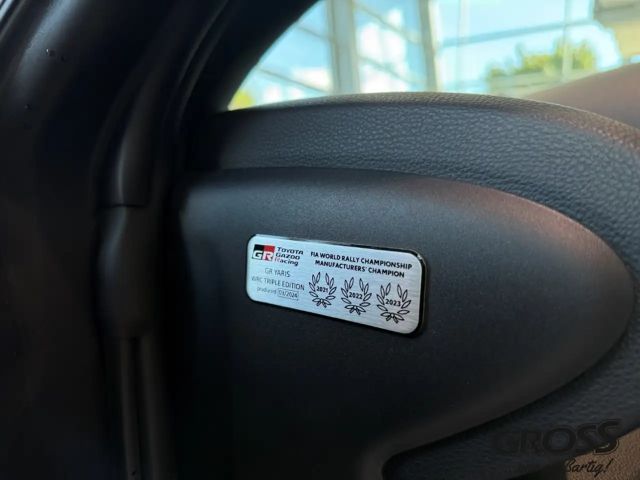 GR TOYOTA GAZOO Racing
GR YARIS
WRC TRIPLE EDITION
produced 03/2024
FIA WORLD RALLY CHAMPIONSHIP
MANUFACTURERS' CHAMPION
2021 2022 2023
GROSS